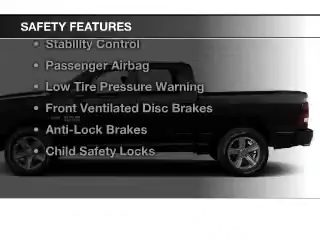 SAFETY FEATURES
• Stability Control
• Passenger Airbag
• Low Tire Pressure Warning
• Front Ventilated Disc Brakes
• Anti-Lock Brakes
• Child Safety Locks